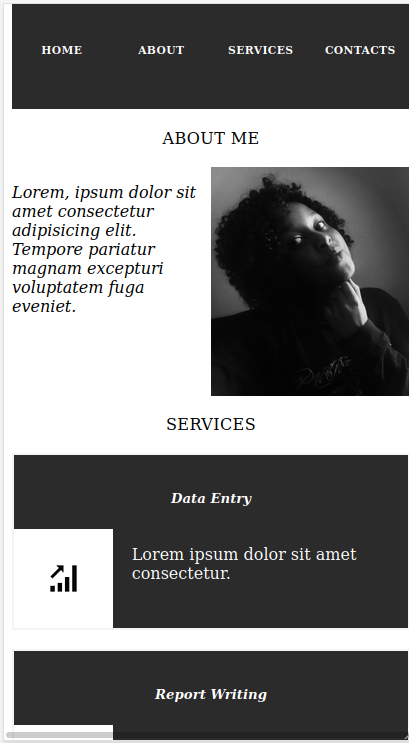 HOME ABOUT SERVICES CONTACTS
ABOUT ME
Lorem, ipsum dolor sit
amet consectetur
adipisicing elit.
Tempore pariatur
magnam excepturi
voluptatem fuga
eveniet.
SERVICES
Data Entry
Lorem ipsum dolor sit amet
consectetur.
Report Writing